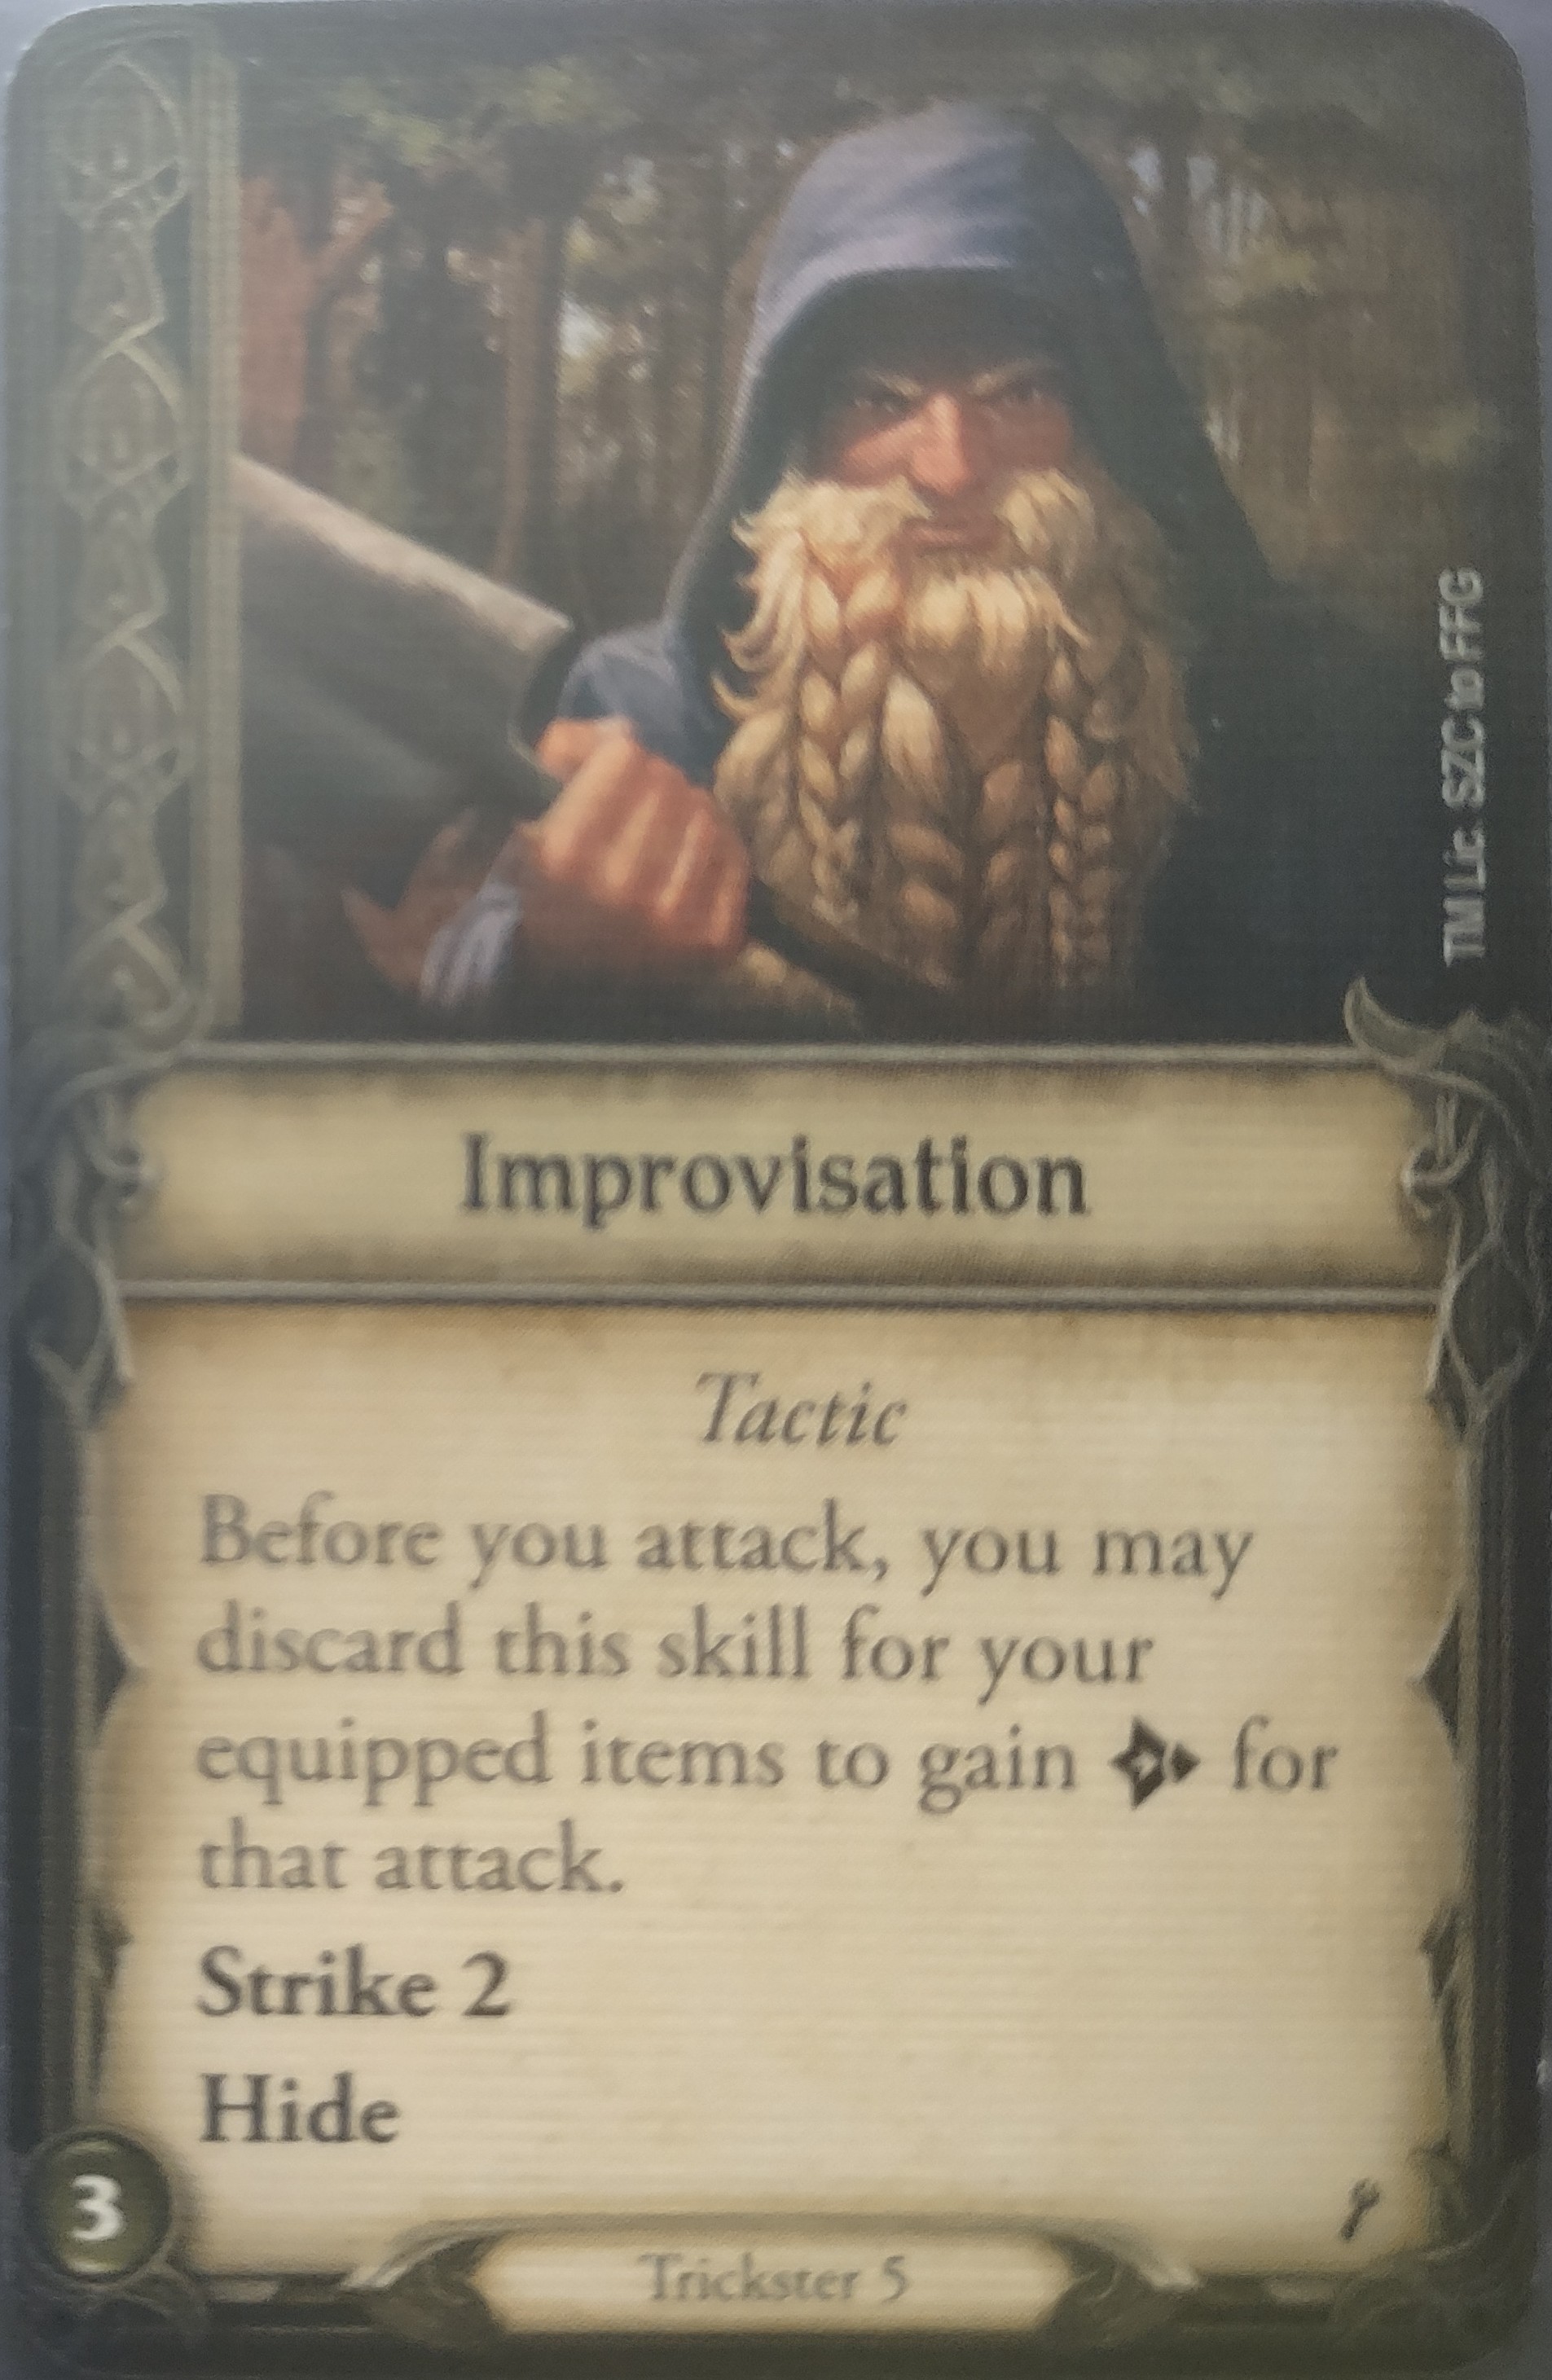 TM Lic. SZC to FFG
Improvisation
Tactic
Before you attack, you may
discard this skill for your
equipped items to gain for
that attack.
Strike 2
Hide
3
Trickster 5